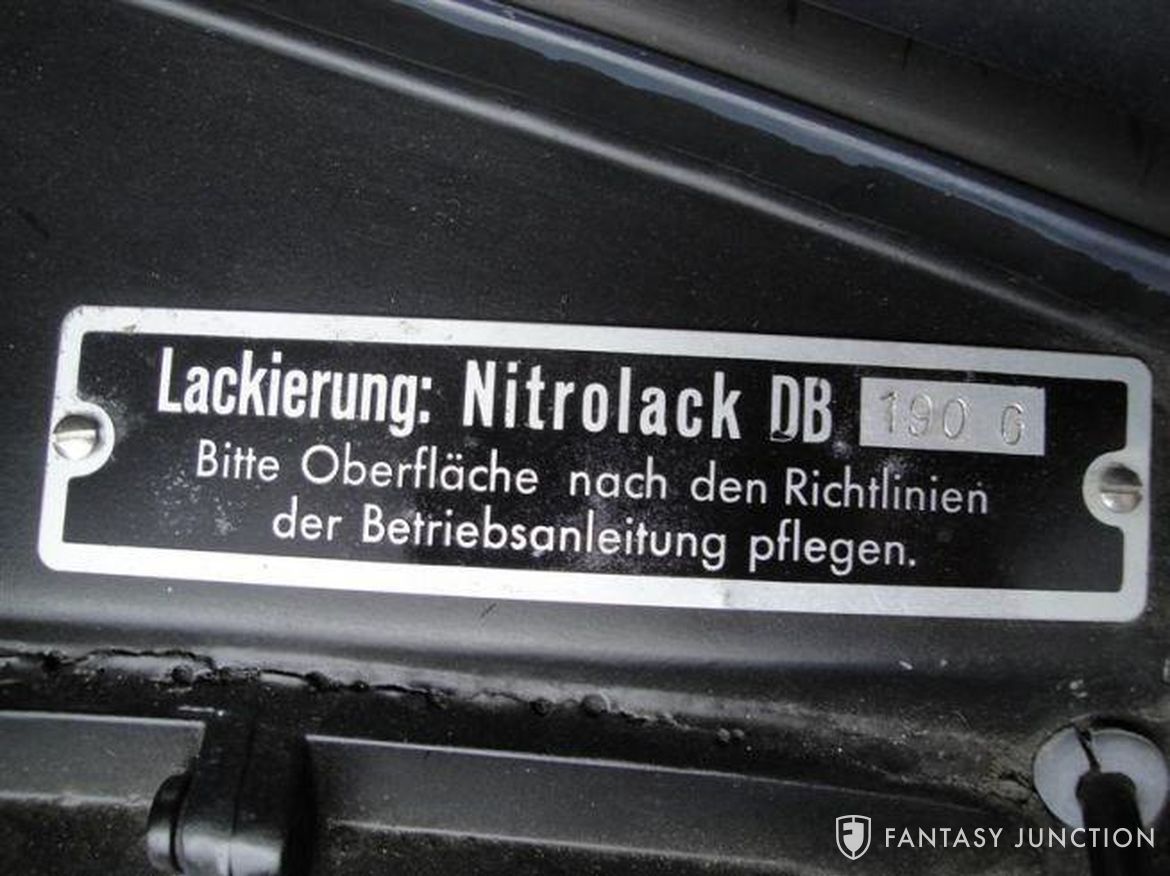 Lackierung: Nitrolack DB 190 G
Bitte Oberfläche nach den Richtlinien
der Betriebsanleitung pflegen.
FANTASY JUNCTION